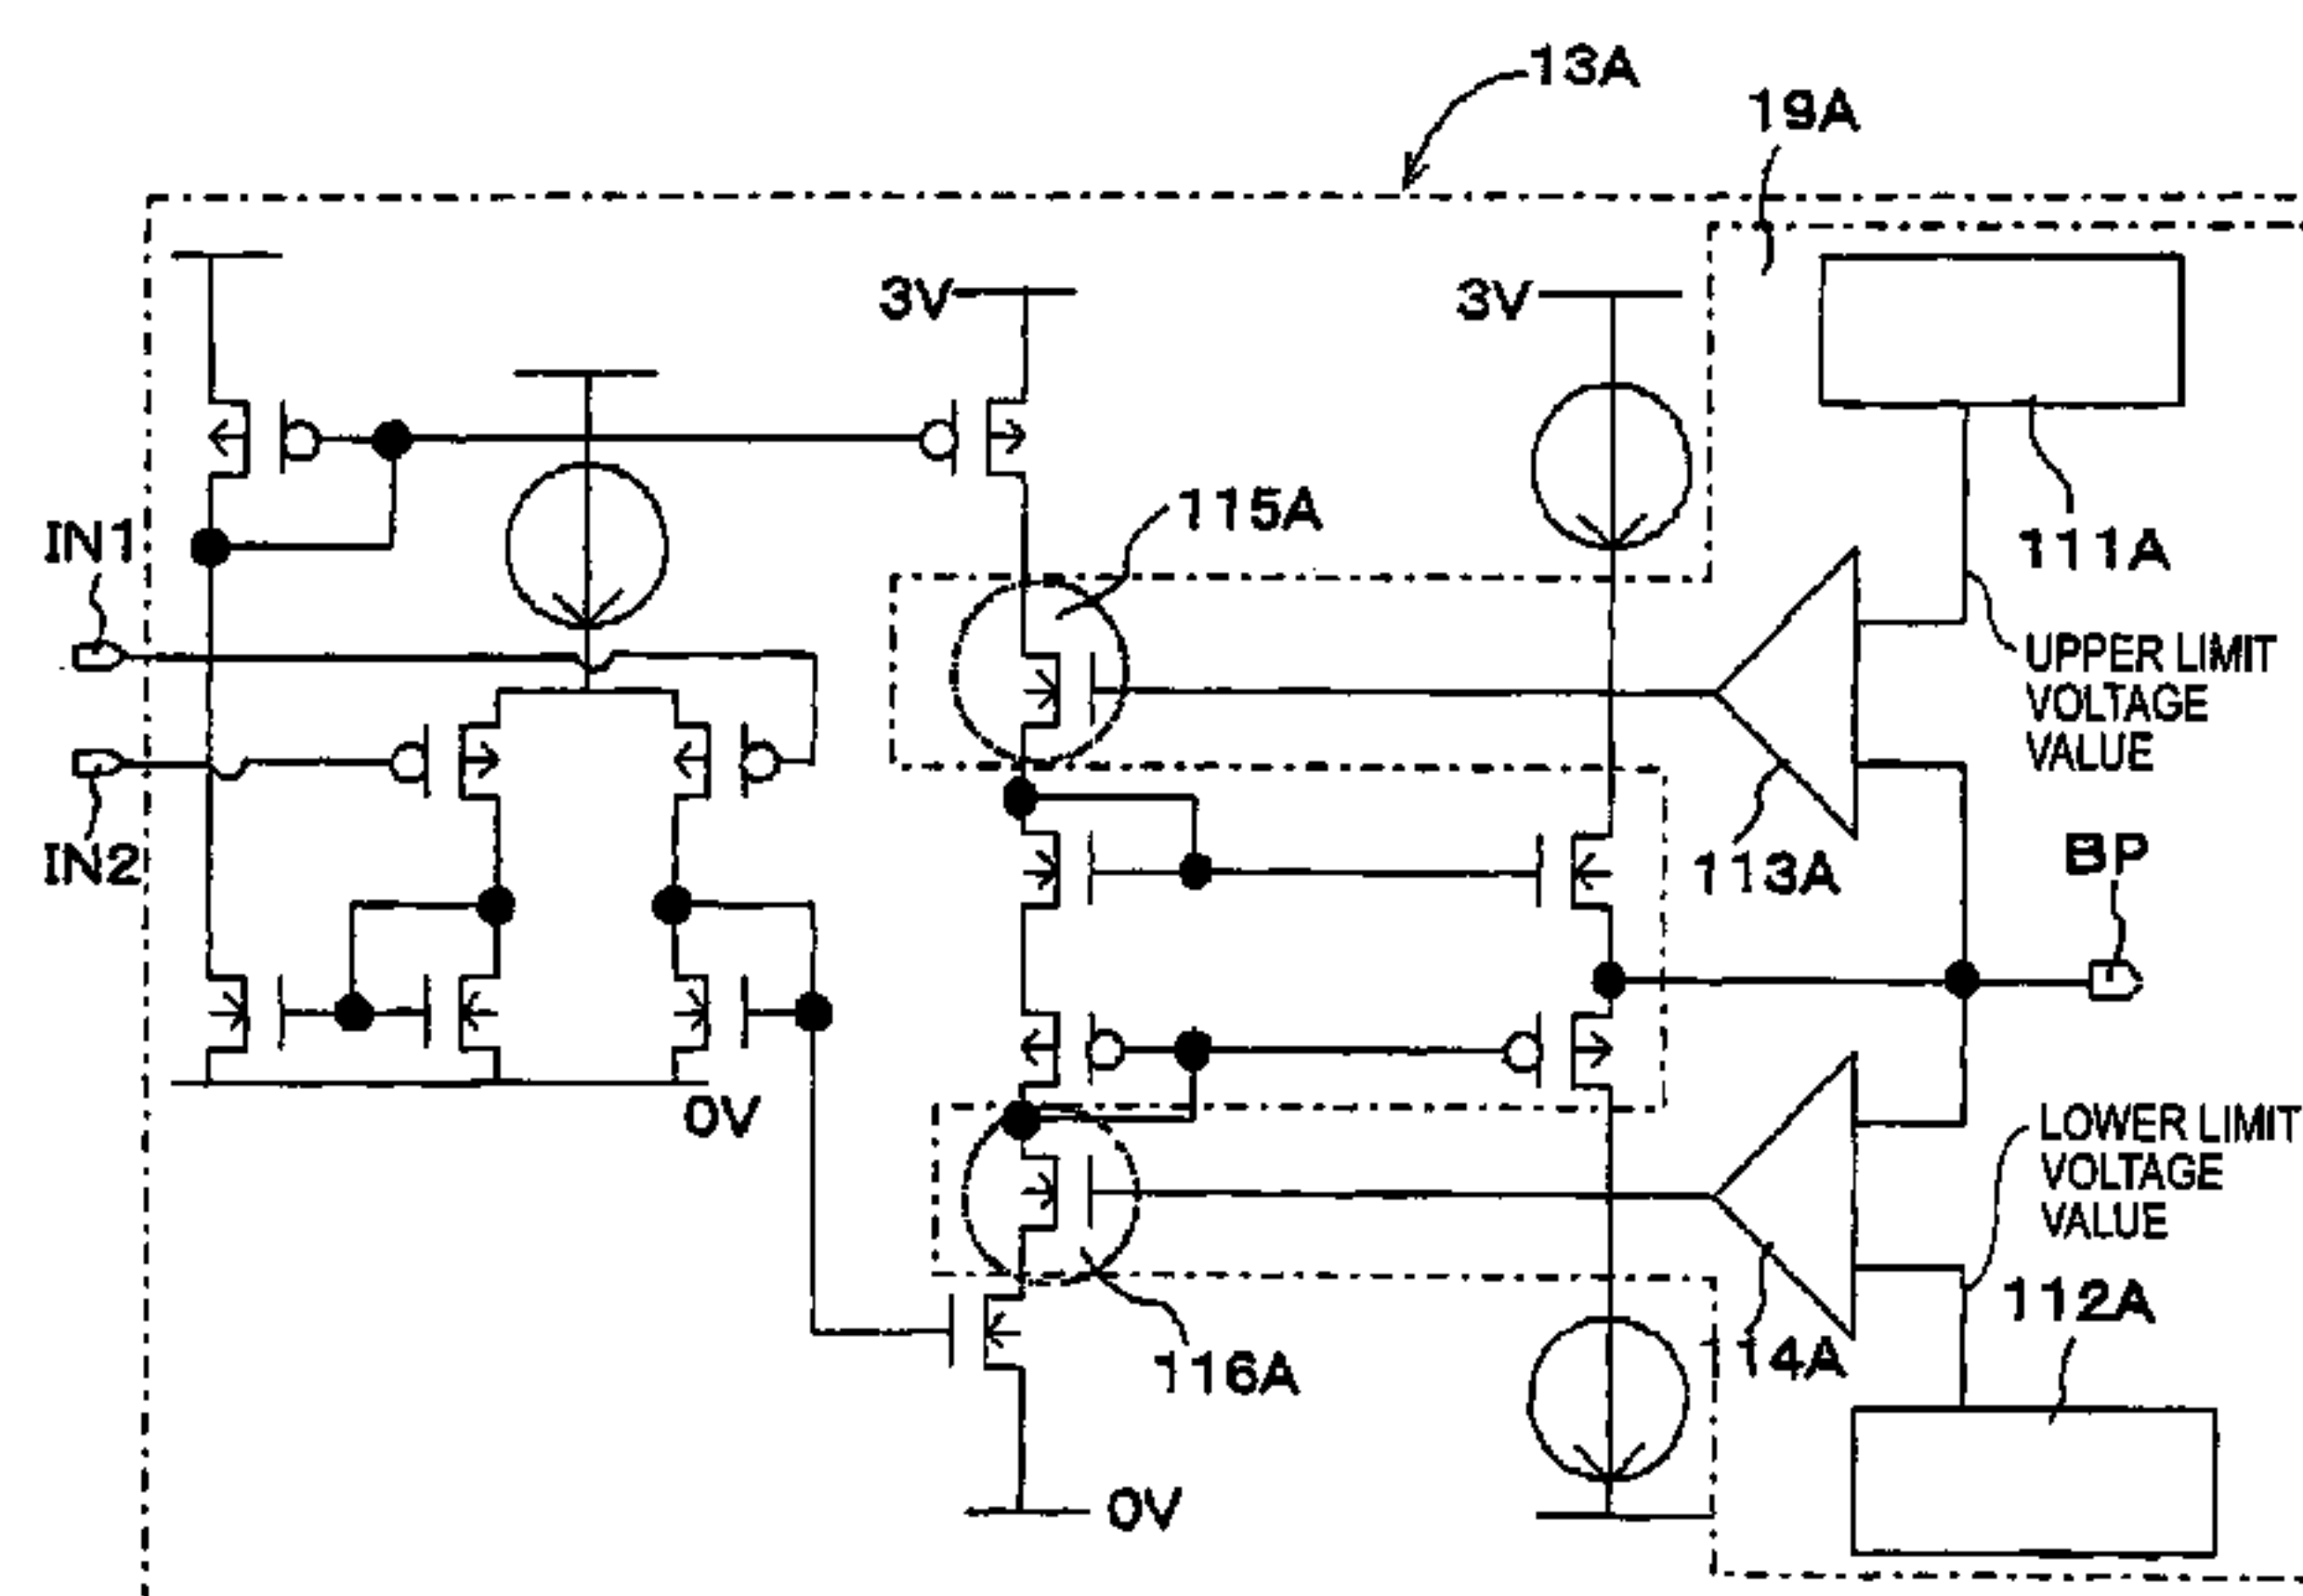 13A
19A
3V
3V
115A
IN1
111A
UPPER LIMIT
VOLTAGE
VALUE
IN2
113A
BP
0V
LOWER LIMIT
VOLTAGE
VALUE
112A
114A
116A
0V